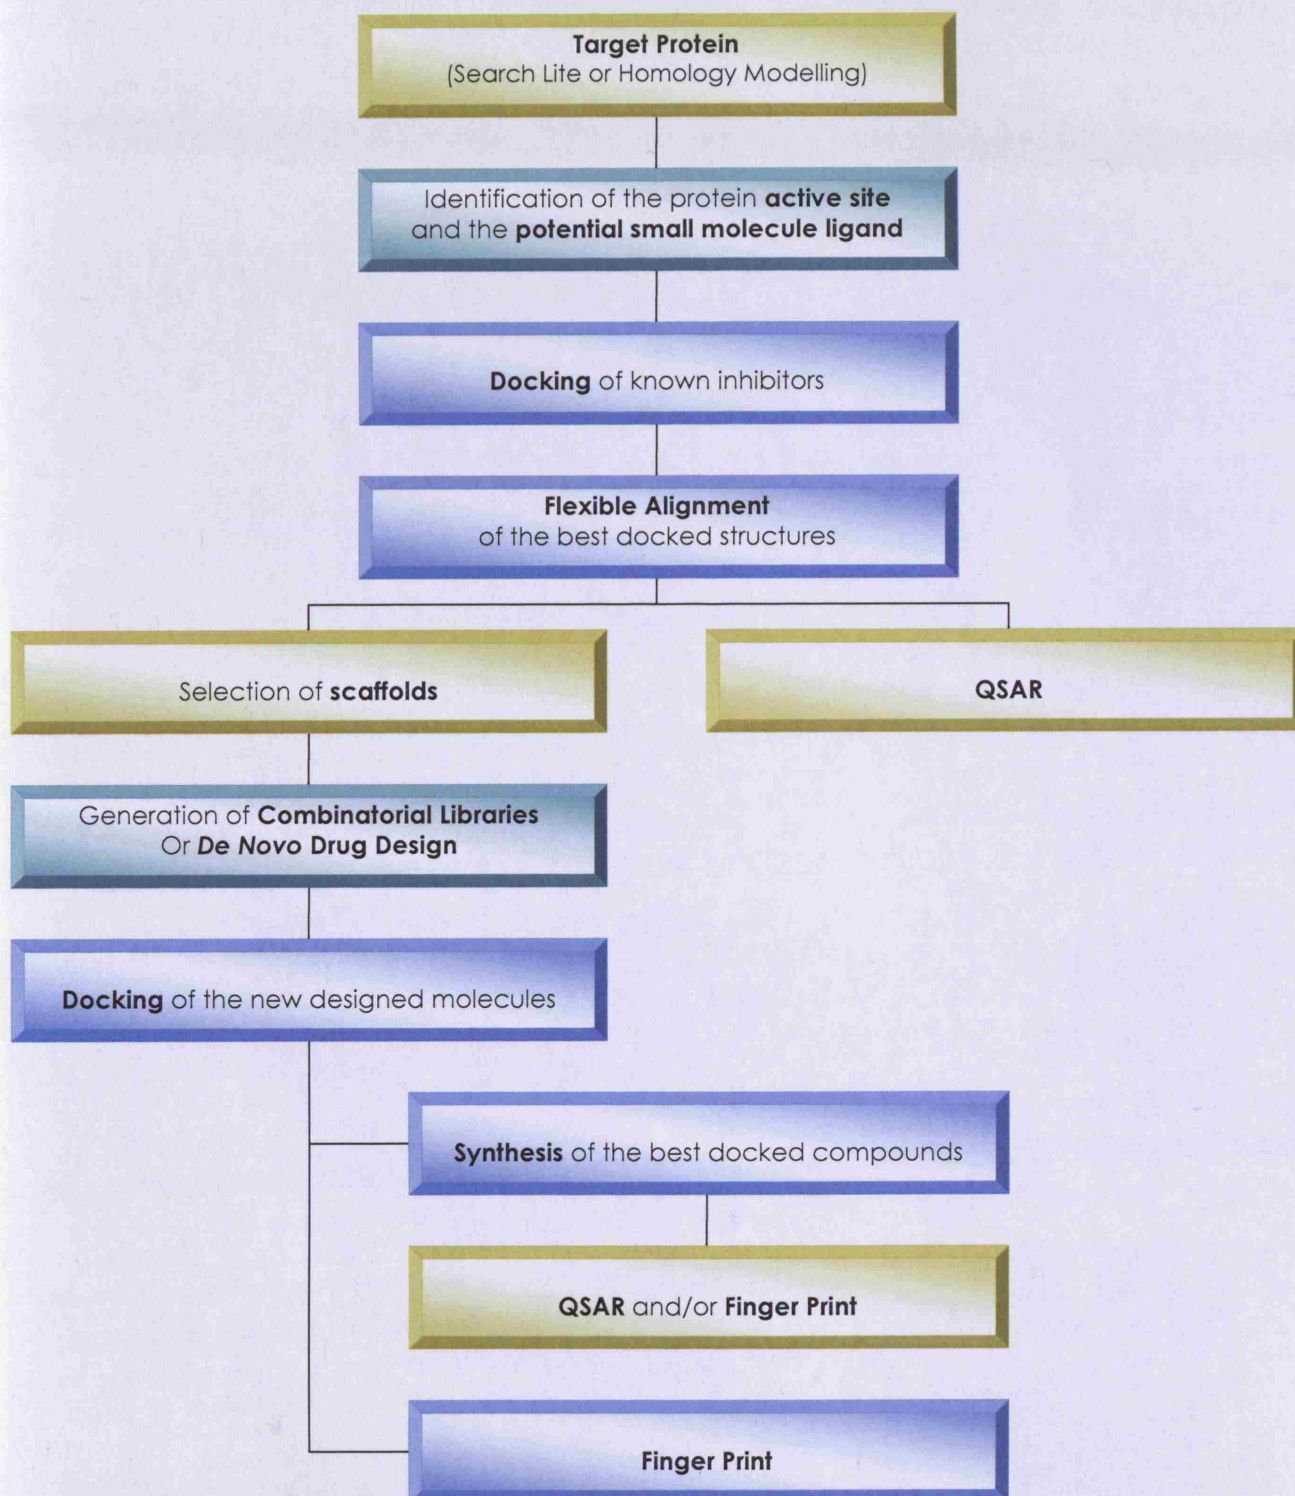 Target Protein
(Search Lite or Homology Modelling)
Identification of the protein active site
and the potential small molecule ligand
Docking of known inhibitors
Flexible Alignment
of the best docked structures
Selection of scaffolds
QSAR
Generation of Combinatorial Libraries
Or De Novo Drug Design
Docking of the new designed molecules
Synthesis of the best docked compounds
QSAR and/or Finger Print
Finger Print